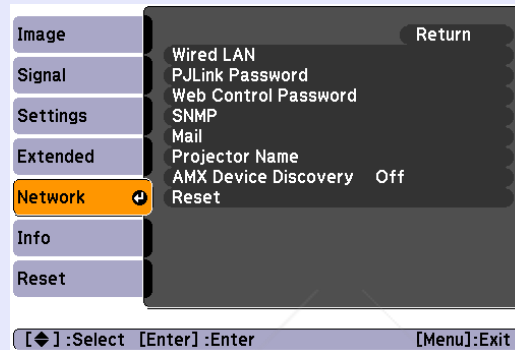 Image
Signal
Settings
Extended
Network
Info
Reset
Return
Wired LAN
PJLink Password
Web Control Password
SNMP
Mail
Projector Name
AMX Device Discovery Off
Reset
[◆] :Select [Enter] :Enter [Menu]:Exit